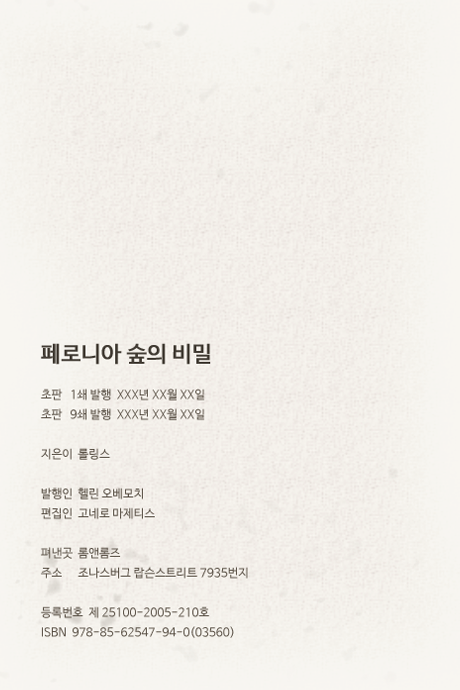 페로니아 숲의 비밀
초판 1쇄 발행 XXX년 XX월 XX일
초판 9쇄 발행 XXX년 XX월 XX일
지은이 롤링스
발행인 헬린 오베모치
편집인 고네로 마제티스
펴낸곳 롬앤롬즈
주소 조나스버그 랍슨스트리트 7935번지
등록번호 제 25100-2005-210호
ISBN 978-85-62547-94-0(03560)